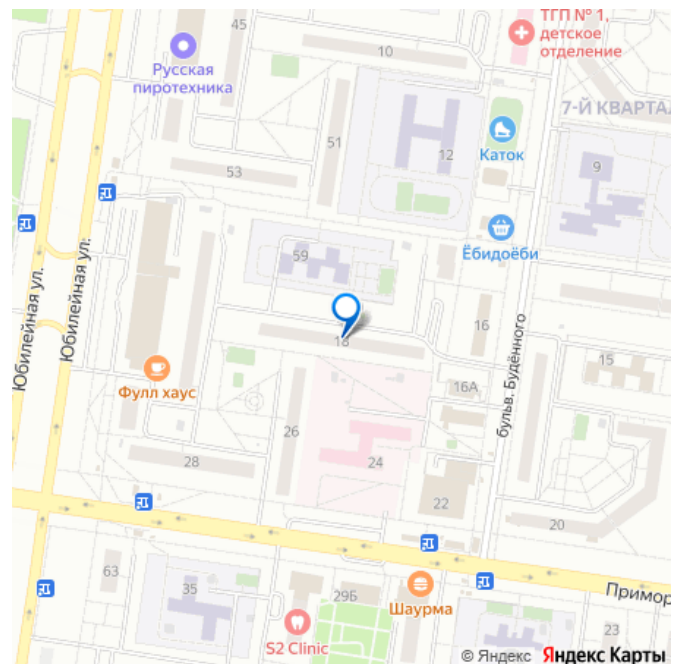 45
ТГП № 1,
детское
отделение
Русская
пиротехника
10
51
7-Й КВАРТА
12
Каток
9
53
Ёбидоёби
59
Юбилейная ул.
Юбилейная ул.
18
16
бульв. Будённого
15
16А
Фулл хаус
26
28
24
22
20
63
35
29Б
Шаурма
Примор
S2 Clinic
23
© Яндекс Яндекс Карты